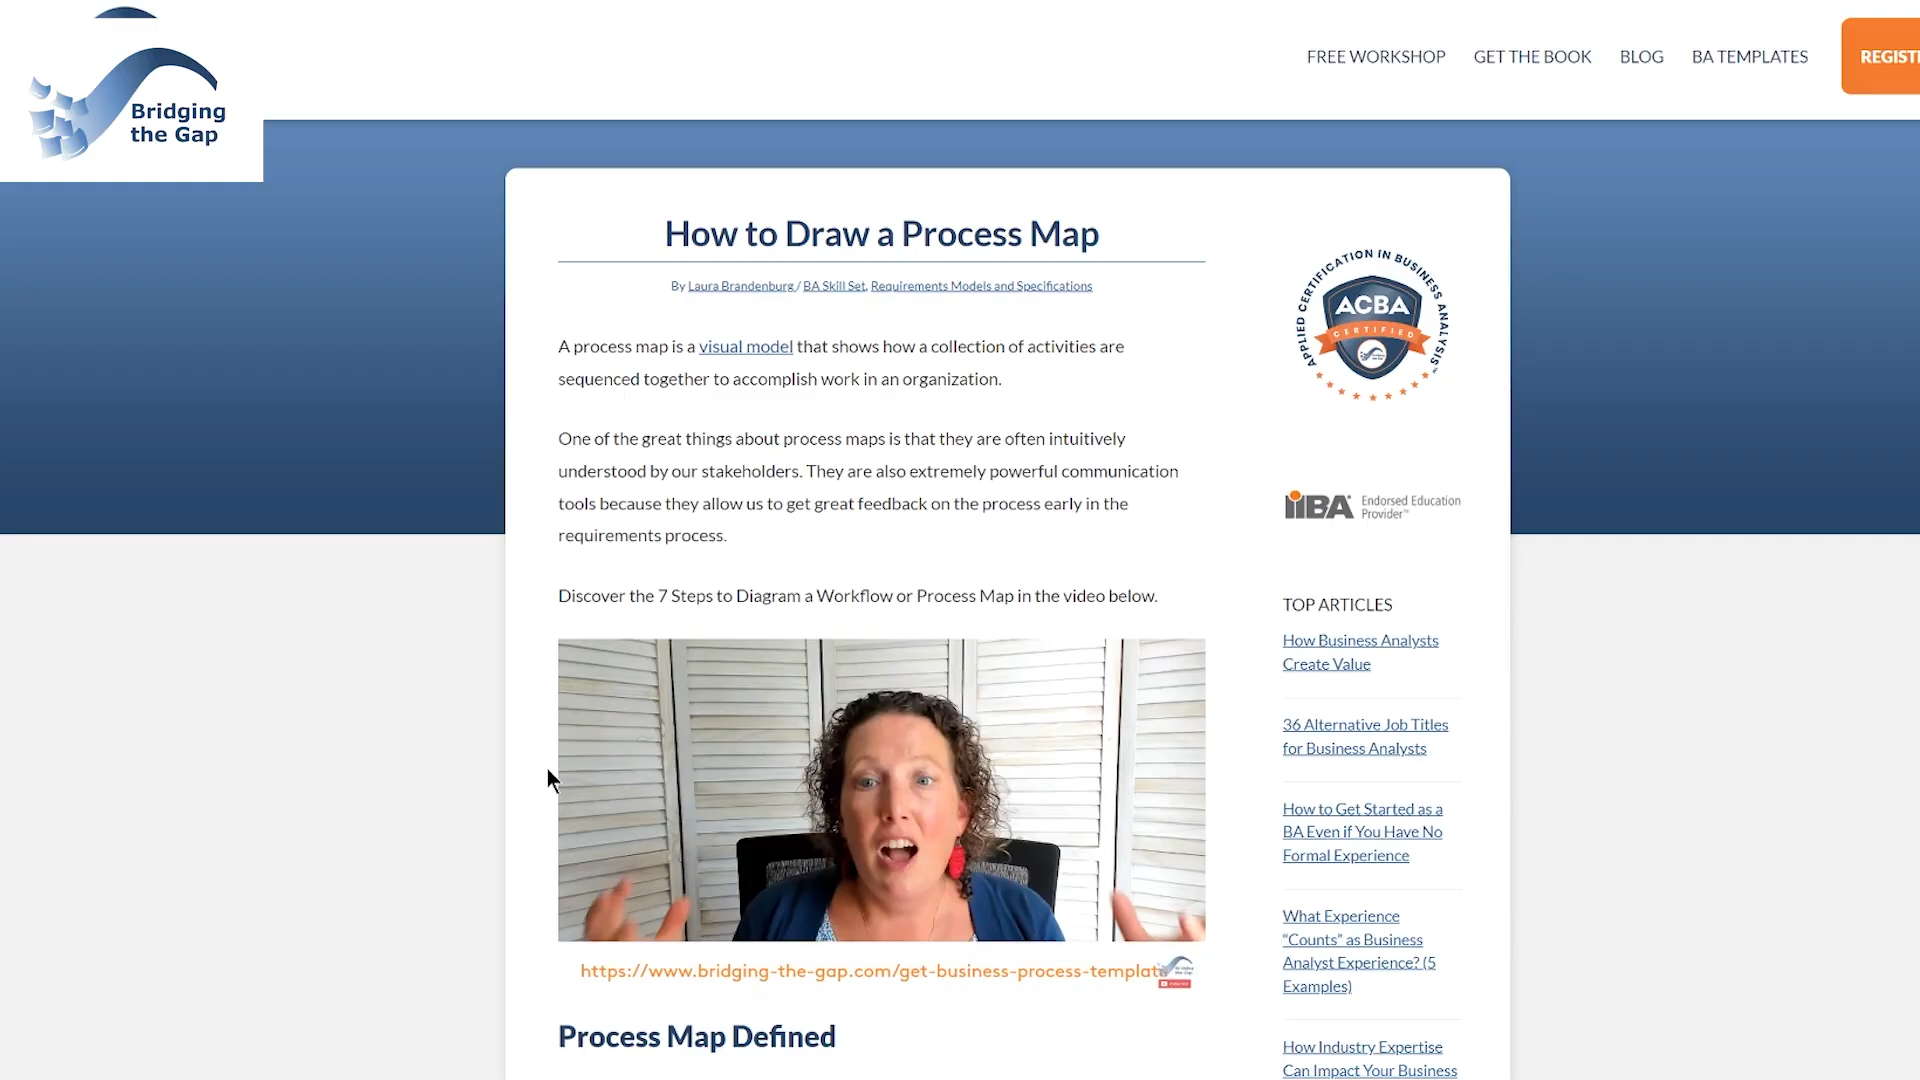 Bridging
the Gap
FREE WORKSHOP
GET THE BOOK
BLOG
BA TEMPLATES
How to Draw a Process Map
By Laura Brandenburg / BA Skill Set, Requirements Models and Specifications
A process map is a visual model that shows how a collection of activities are
sequenced together to accomplish work in an organization.
One of the great things about process maps is that they are often intuitively
understood by our stakeholders. They are also extremely powerful communication
tools because they allow us to get great feedback on the process early in the
requirements process.
Discover the 7 Steps to Diagram a Workflow or Process Map in the video below.
https://www.bridging-the-gap.com/get-business-process-templat
Process Map Defined
APPLIED CERTIFICATION IN BUSINESS ANALYSIS™
ACBA
CERTIFIED
IIBA Endorsed Education
Provider™
TOP ARTICLES
How Business Analysts
Create Value
36 Alternative Job Titles
for Business Analysts
How to Get Started as a
BA Even if You Have No
Formal Experience
What Experience
“Counts” as Business
Analyst Experience? (5
Examples)
How Industry Expertise
Can Impact Your Business